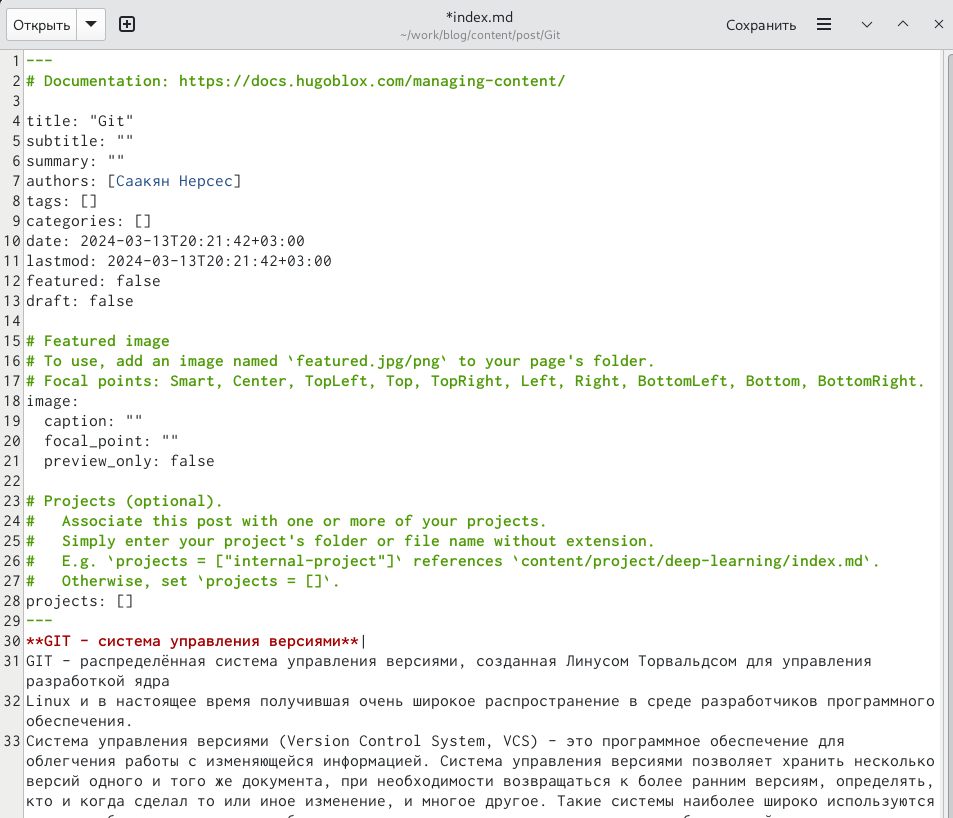 Открыть
*index.md
~/work/blog/content/post/Git
Сохранить
1 ---
2 # Documentation: https://docs.hugoblox.com/managing-content/
3
4 title: "Git"
5 subtitle: ""
6 summary: ""
7 authors: [Саакян Нерсес]
8 tags: []
9 categories: []
10 date: 2024-03-13T20:21:42+03:00
11 lastmod: 2024-03-13T20:21:42+03:00
12 featured: false
13 draft: false
14
15 # Featured image
16 # To use, add an image named `featured.jpg/png` to your page's folder.
17 # Focal points: Smart, Center, TopLeft, Top, TopRight, Left, Right, BottomLeft, Bottom, BottomRight.
18 image:
19   caption: ""
20   focal_point: ""
21   preview_only: false
22
23 # Projects (optional).
24 #   Associate this post with one or more of your projects.
25 #   Simply enter your project's folder or file name without extension.
26 #   E.g. `projects = ["internal-project"]` references `content/project/deep-learning/index.md`.
27 #   Otherwise, set `projects = []`.
28 projects: []
29 ---
30 **GIT - система управления версиями**
31 GIT - распределённая система управления версиями, созданная Линусом Торвальдсом для управления
разработкой ядра
32 Linux и в настоящее время получившая очень широкое распространение в среде разработчиков программного
обеспечения.
33 Система управления версиями (Version Control System, VCS) - это программное обеспечение для
облегчения работы с изменяющейся информацией. Система управления версиями позволяет хранить несколько
версий одного и того же документа, при необходимости возвращаться к более ранним версиям, определять,
кто и когда сделал то или иное изменение, и многое другое. Такие системы наиболее широко используются